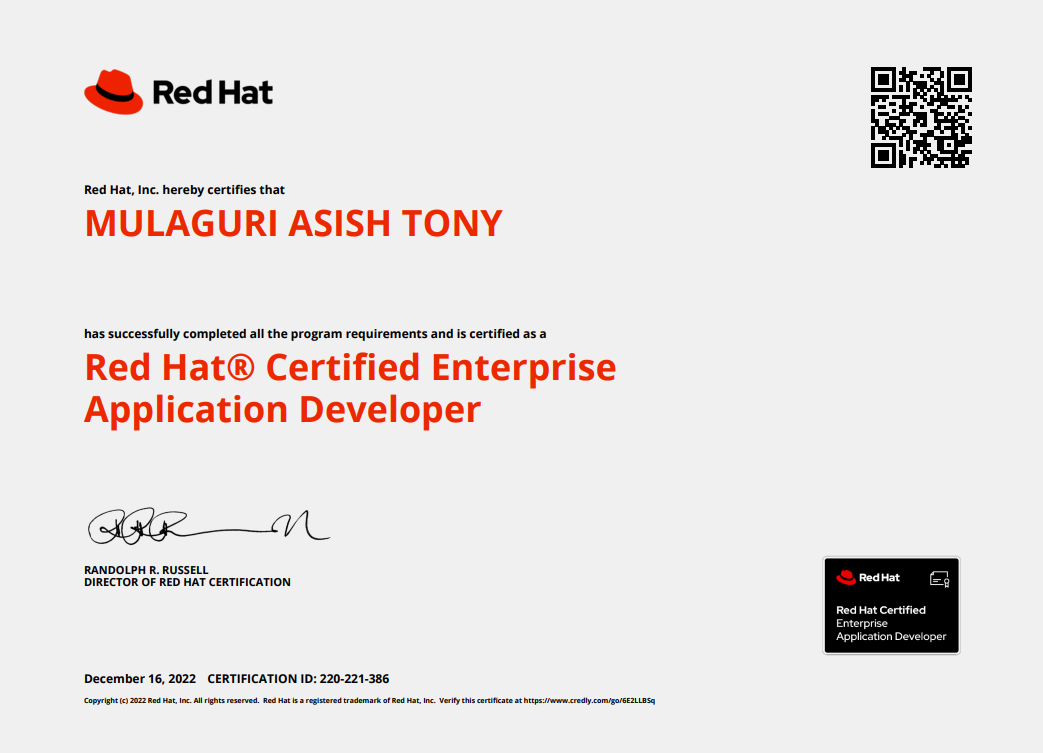 Red Hat
Red Hat, Inc. hereby certifies that
MULAGURI ASISH TONY
has successfully completed all the program requirements and is certified as a
Red Hat® Certified Enterprise
Application Developer
RANDOLPH R. RUSSELL
DIRECTOR OF RED HAT CERTIFICATION
Red Hat
Red Hat Certified
Enterprise
Application Developer
December 16, 2022 CERTIFICATION ID: 220-221-386
Copyright (c) 2022 Red Hat, Inc. All rights reserved. Red Hat is a registered trademark of Red Hat, Inc. Verify this certificate at https://www.credly.com/go/6E2LLBSq